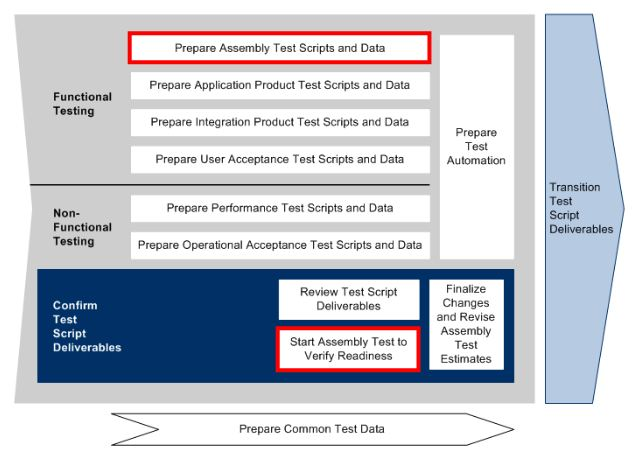 Prepare Assembly Test Scripts and Data
Functional
Testing
Prepare Application Product Test Scripts and Data
Prepare Integration Product Test Scripts and Data
Prepare User Acceptance Test Scripts and Data
Prepare
Test
Automation
Non-
Functional
Testing
Prepare Performance Test Scripts and Data
Prepare Operational Acceptance Test Scripts and Data
Transition
Test
Script
Deliverables
Confirm
Test
Script
Deliverables
Review Test Script
Deliverables
Start Assembly Test to
Verify Readiness
Finalize
Changes
and Revise
Assembly
Test
Estimates
Prepare Common Test Data